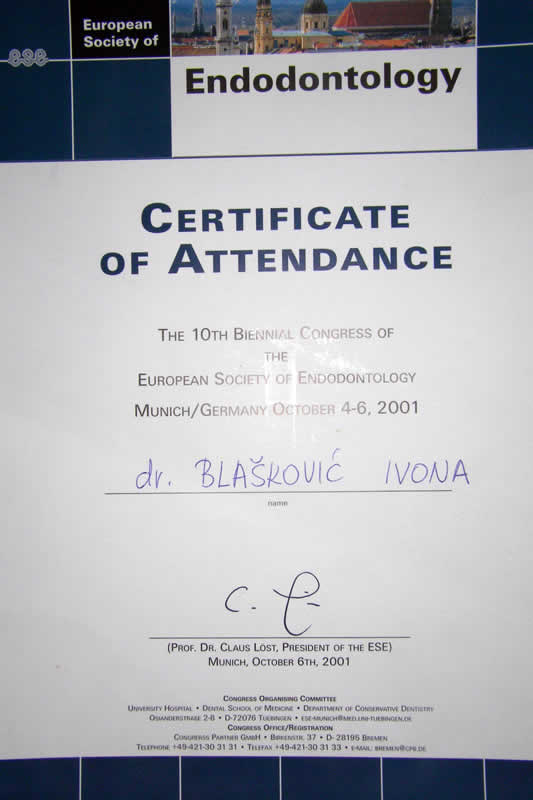 European
Society of
Endodontology
CERTIFICATE
OF ATTENDANCE
THE 10TH BIENNIAL CONGRESS OF
THE
EUROPEAN SOCIETY OF ENDODONTOLOGY
MUNICH/GERMANY OCTOBER 4-6, 2001
dr. BLAŠKOVIĆ IVONA
name
(PROF. DR. CLAUS LÖST, PRESIDENT OF THE ESE)
MUNICH, OCTOBER 6TH, 2001
CONGRESS ORGANISING COMMITTEE
UNIVERSITY HOSPITAL • DENTAL SCHOOL OF MEDICINE • DEPARTMENT OF CONSERVATIVE DENTISTRY
OSIANDERSTRAßE 2-8 • D-72076 TUEBINGEN • ESE-MUNICH@MED.UNI-TUEBINGEN.DE
CONGRESS OFFICE/REGISTRATION
CONGRESS PARTNER GMBH • BIRKENSTR. 37 • D- 28195 BREMEN
TELEPHONE +49-421-30 31 31 • TELEFAX +49-421-30 31 33 • E-MAIL: BREMEN@CPB.DE